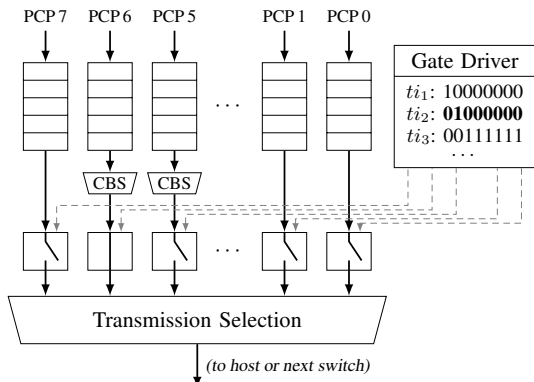 PCP 7 PCP 6 PCP 5 PCP 1 PCP 0
Gate Driver
ti1: 10000000
ti2: 01000000
ti3: 00111111
...
...
CBS CBS
...
Transmission Selection
(to host or next switch)